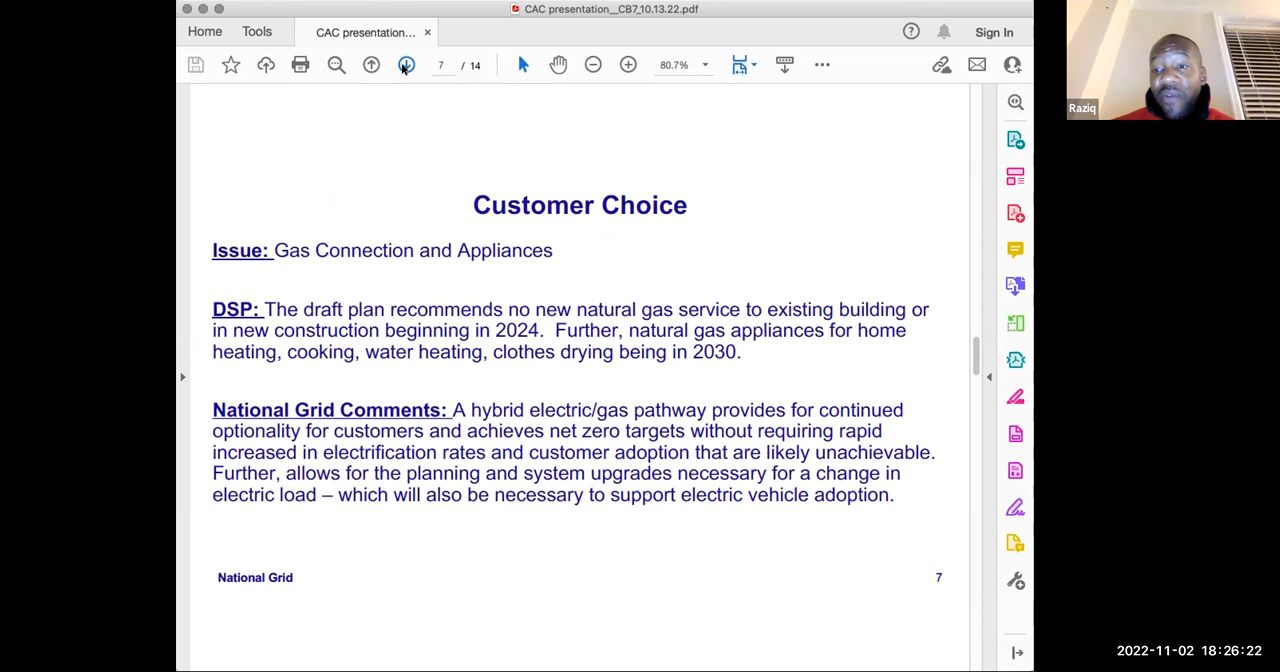 CAC presentation__CB7_10.13.22.pdf
Home
Tools
CAC presentation...
Sign In
7 / 14
80.7%
Raziq
Customer Choice
Issue: Gas Connection and Appliances
DSP: The draft plan recommends no new natural gas service to existing building or
in new construction beginning in 2024. Further, natural gas appliances for home
heating, cooking, water heating, clothes drying being in 2030.
National Grid Comments: A hybrid electric/gas pathway provides for continued
optionality for customers and achieves net zero targets without requiring rapid
increased in electrification rates and customer adoption that are likely unachievable.
Further, allows for the planning and system upgrades necessary for a change in
electric load – which will also be necessary to support electric vehicle adoption.
National Grid
7
2022-11-02 18:26:22